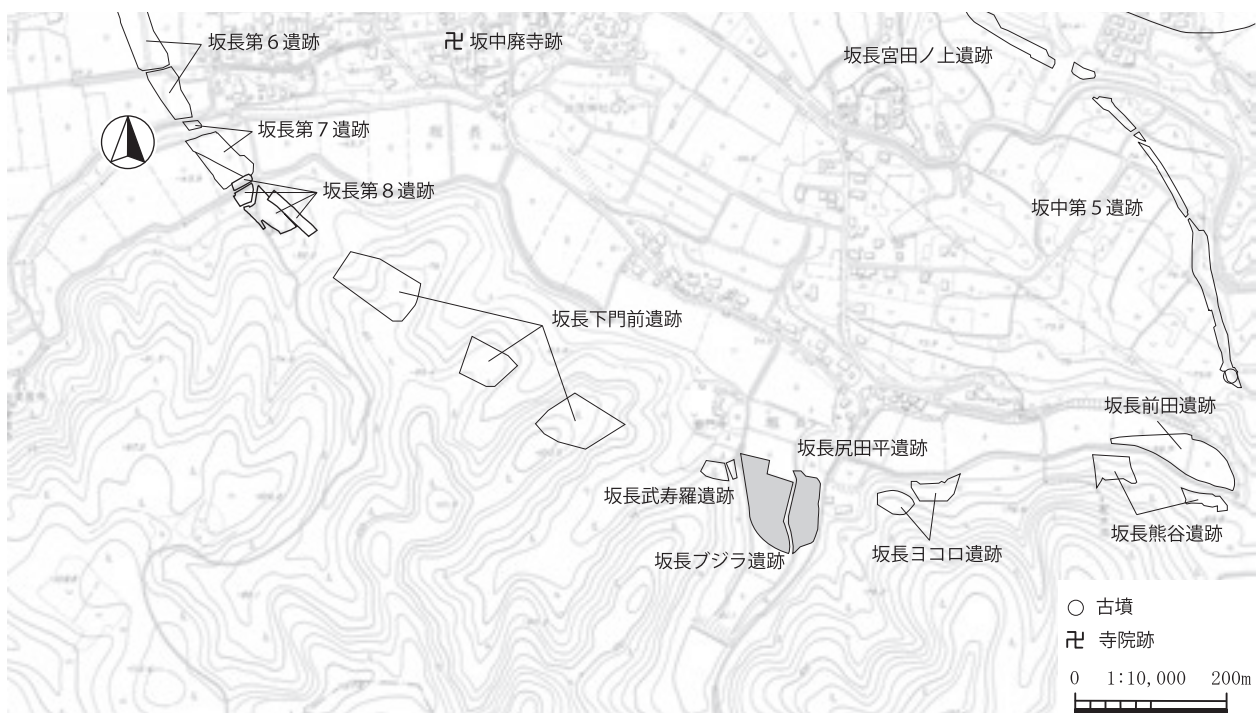 坂長第６遺跡
卍 坂中廃寺跡
坂長宮田ノ上遺跡
坂長第７遺跡
坂長第８遺跡
坂中第５遺跡
坂長下門前遺跡
坂長前田遺跡
坂長尻田平遺跡
坂長武寿羅遺跡
坂長熊谷遺跡
坂長ブジラ遺跡
坂長ヨコロ遺跡
○ 古墳
卍 寺院跡
0 1:10,000 200m